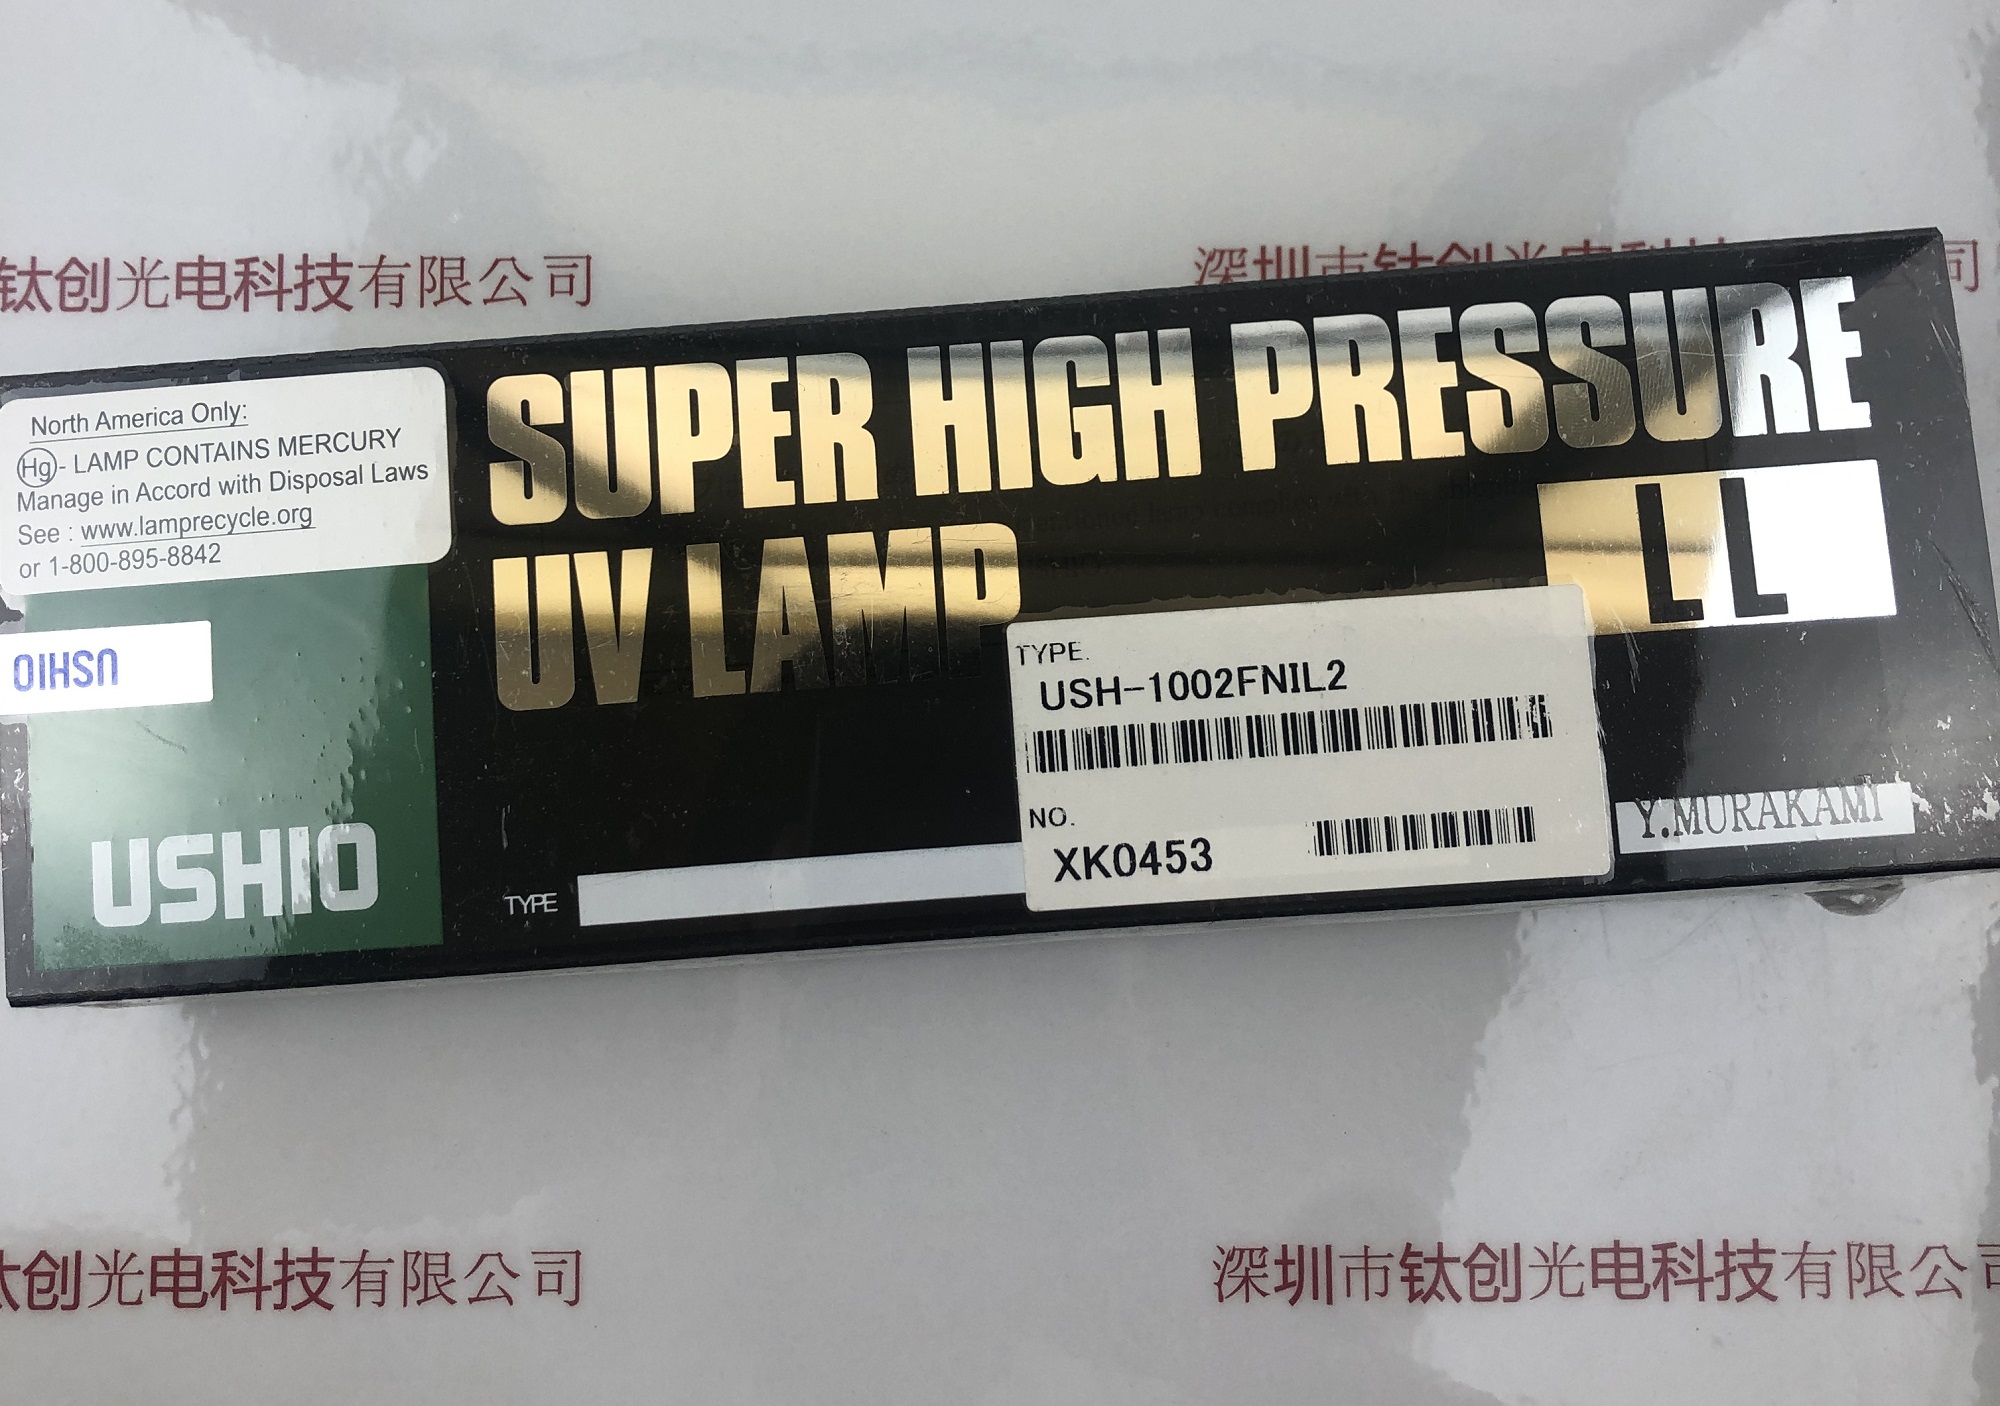 钛创光电科技有限公司
深圳市钛创光电科技 司
SUPER HIGH PRESSURE
UV LAMP
LL
North America Only:
Hg - LAMP CONTAINS MERCURY
Manage in Accord with Disposal Laws
See : www.lamprecycle.org
or 1-800-895-8842
USHIO
USHIO
TYPE
TYPE.
USH-1002FNIL2
NO.
XK0453
Y.MURAKAMI
钛创光电科技有限公司
深圳市钛创光电科技有限公司